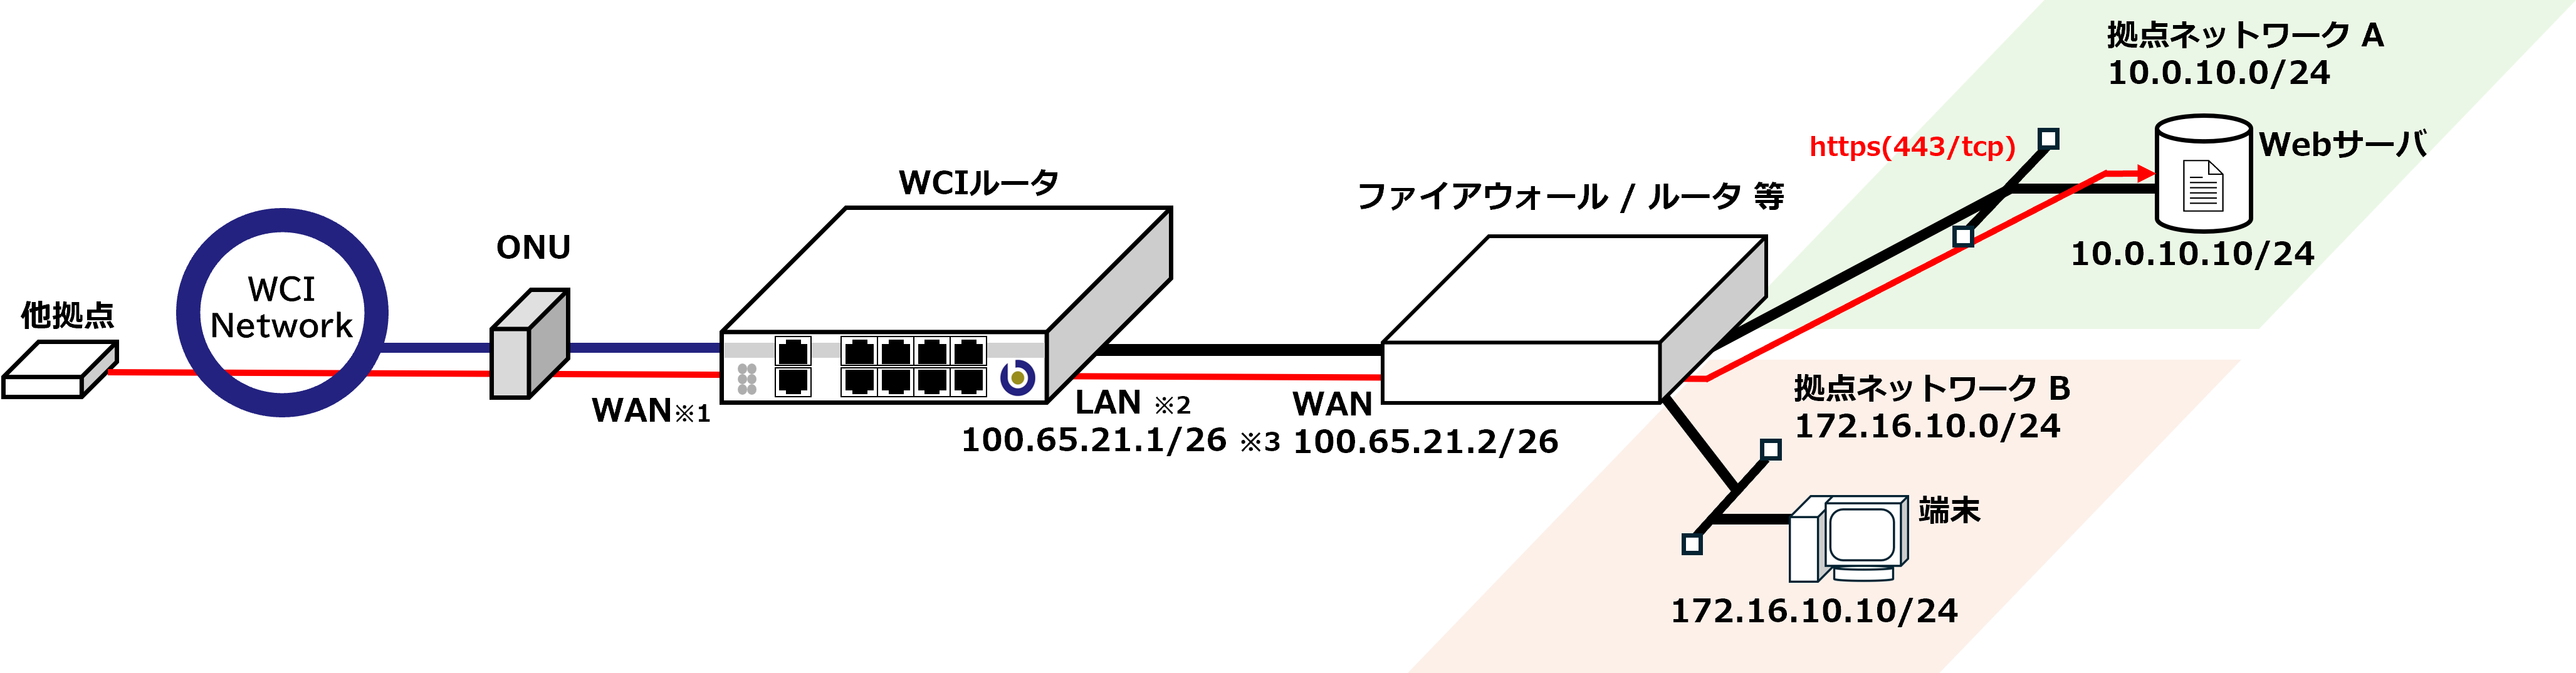 他拠点
WCI
Network
ONU
WAN※1
WCIルータ
LAN ※2
100.65.21.1/26 ※3
ファイアウォール / ルータ 等
WAN
100.65.21.2/26
https(443/tcp)
拠点ネットワーク A
10.0.10.0/24
Webサーバ
10.0.10.10/24
拠点ネットワーク B
172.16.10.0/24
端末
172.16.10.10/24